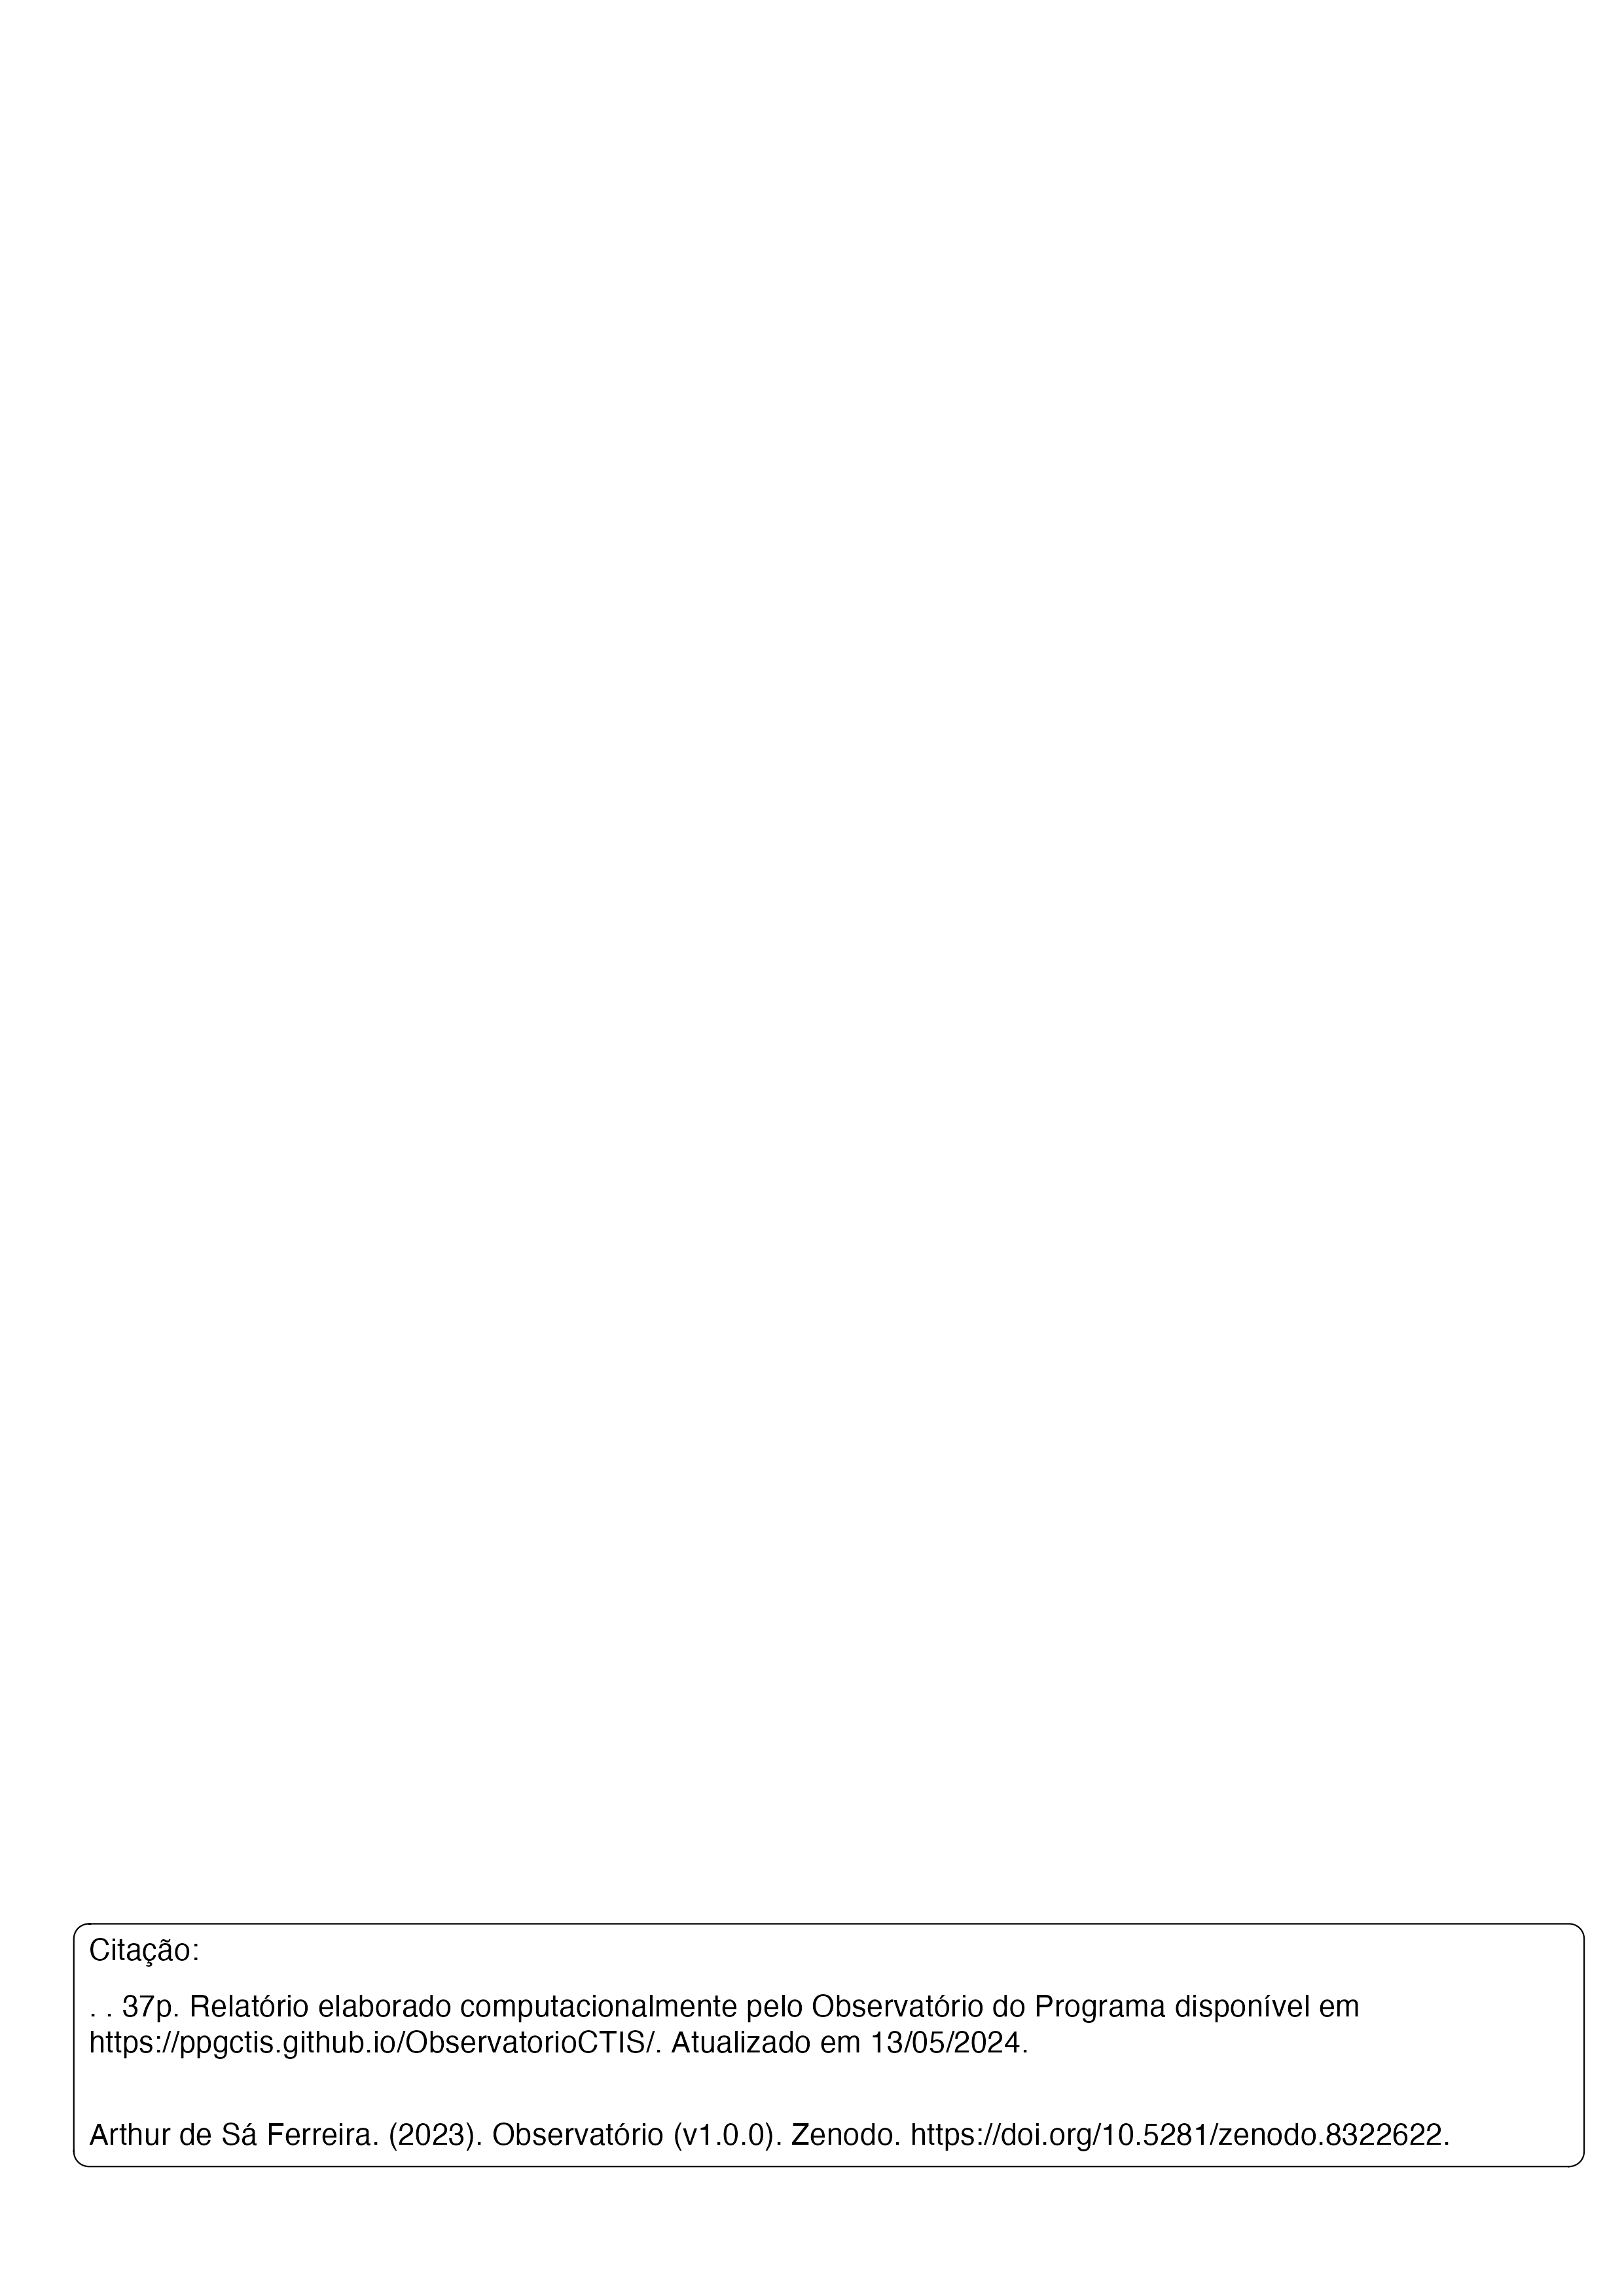 Citação:
. . 37p. Relatório elaborado computacionalmente pelo Observatório do Programa disponível em
https://ppgctis.github.io/ObservatorioCTIS/. Atualizado em 13/05/2024.
Arthur de Sá Ferreira. (2023). Observatório (v1.0.0). Zenodo. https://doi.org/10.5281/zenodo.8322622.